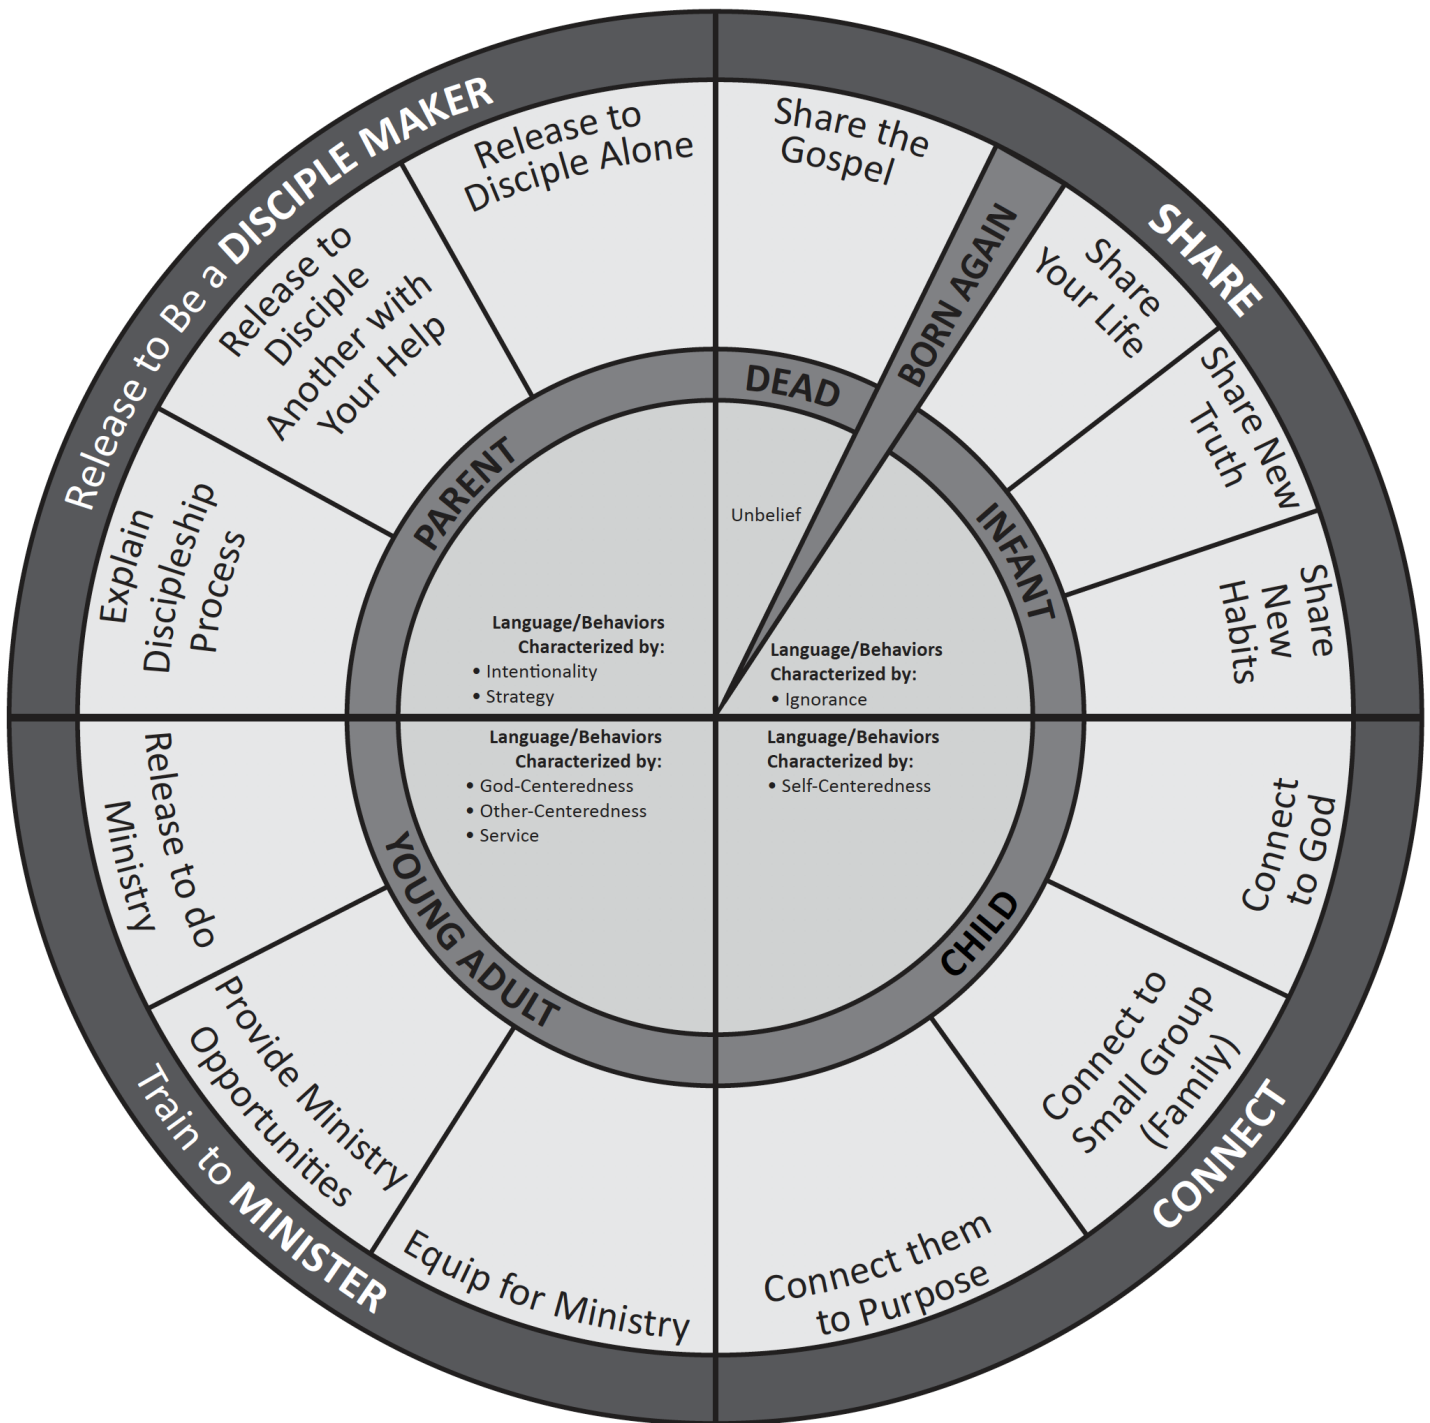 SHARE
Share the
Gospel
BORN AGAIN
Share
Your Life
Share New
Truth
Share
New
Habits
DEAD
Unbelief
INFANT
Language/Behaviors
Characterized by:
• Ignorance
CONNECT
Connect
to God
Connect to
Small Group
(Family)
Connect them
to Purpose
CHILD
Language/Behaviors
Characterized by:
• Self-Centeredness
Train to MINISTER
Equip for Ministry
Provide Ministry
Opportunities
Release to do
Ministry
YOUNG ADULT
Language/Behaviors
Characterized by:
• God-Centeredness
• Other-Centeredness
• Service
Release to Be a DISCIPLE MAKER
Explain
Discipleship
Process
Release to
Disciple
Another with
Your Help
Release to
Disciple Alone
PARENT
Language/Behaviors
Characterized by:
• Intentionality
• Strategy